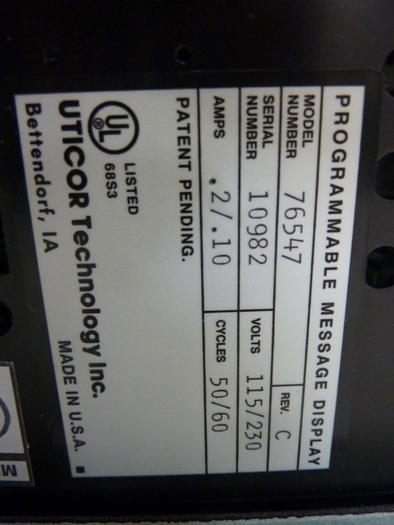 PROGRAMMABLE MESSAGE DISPLAY
MODEL NUMBER 76547 REV. C
SERIAL NUMBER 10982 VOLTS 115/230
AMPS .2/.10 CYCLES 50/60
PATENT PENDING.
UL ® LISTED 68S3
UTICOR Technology Inc.
Bettendorf, IA MADE IN U.S.A.
M